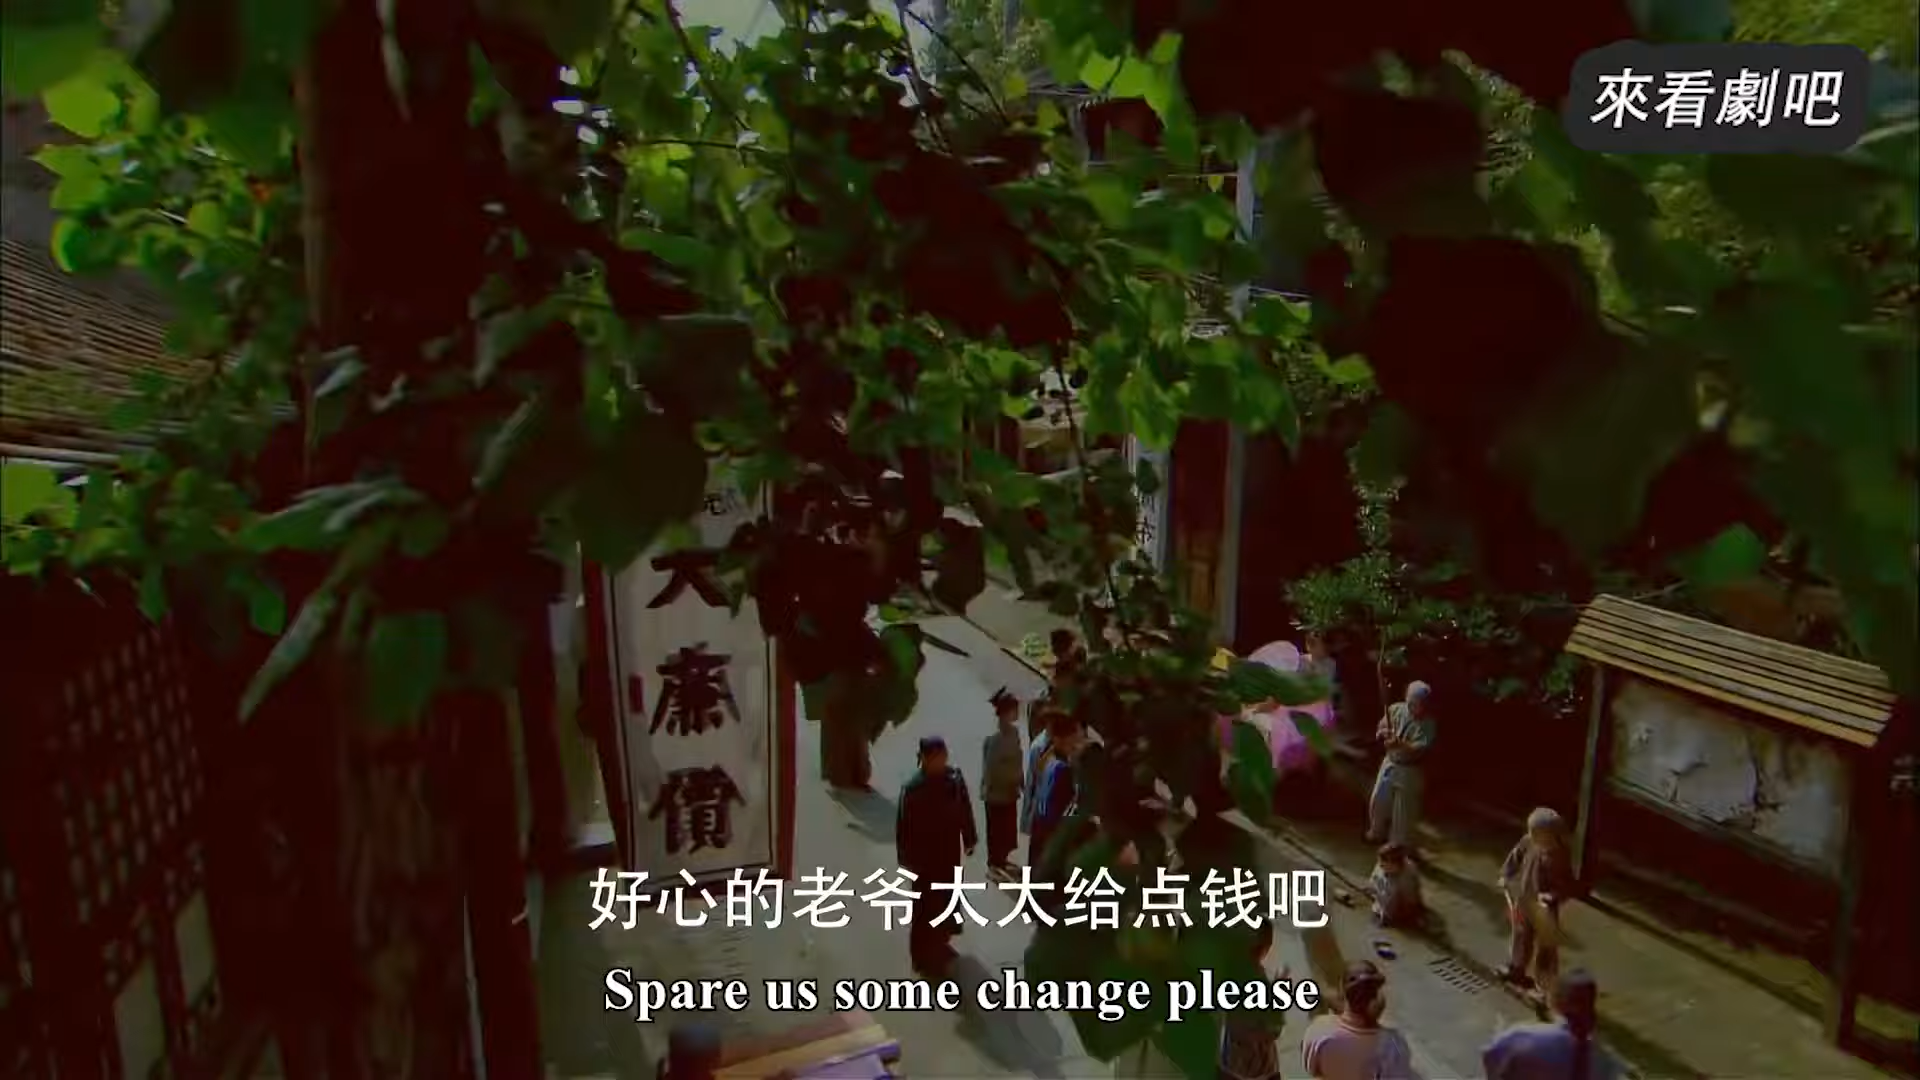 來看劇吧
大
廉
價
好心的老爷太太给点钱吧
Spare us some change please